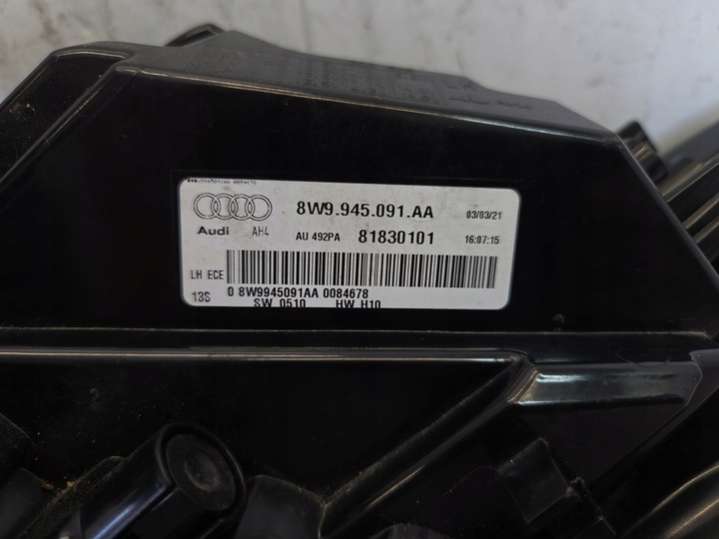 8W9.945.091.AA 03/03/21
Audi AH4 AU 492PA 81830101 16:07:15
LH ECE
13S 0 8W9945091AA 0084678
SW 0510 HW H10